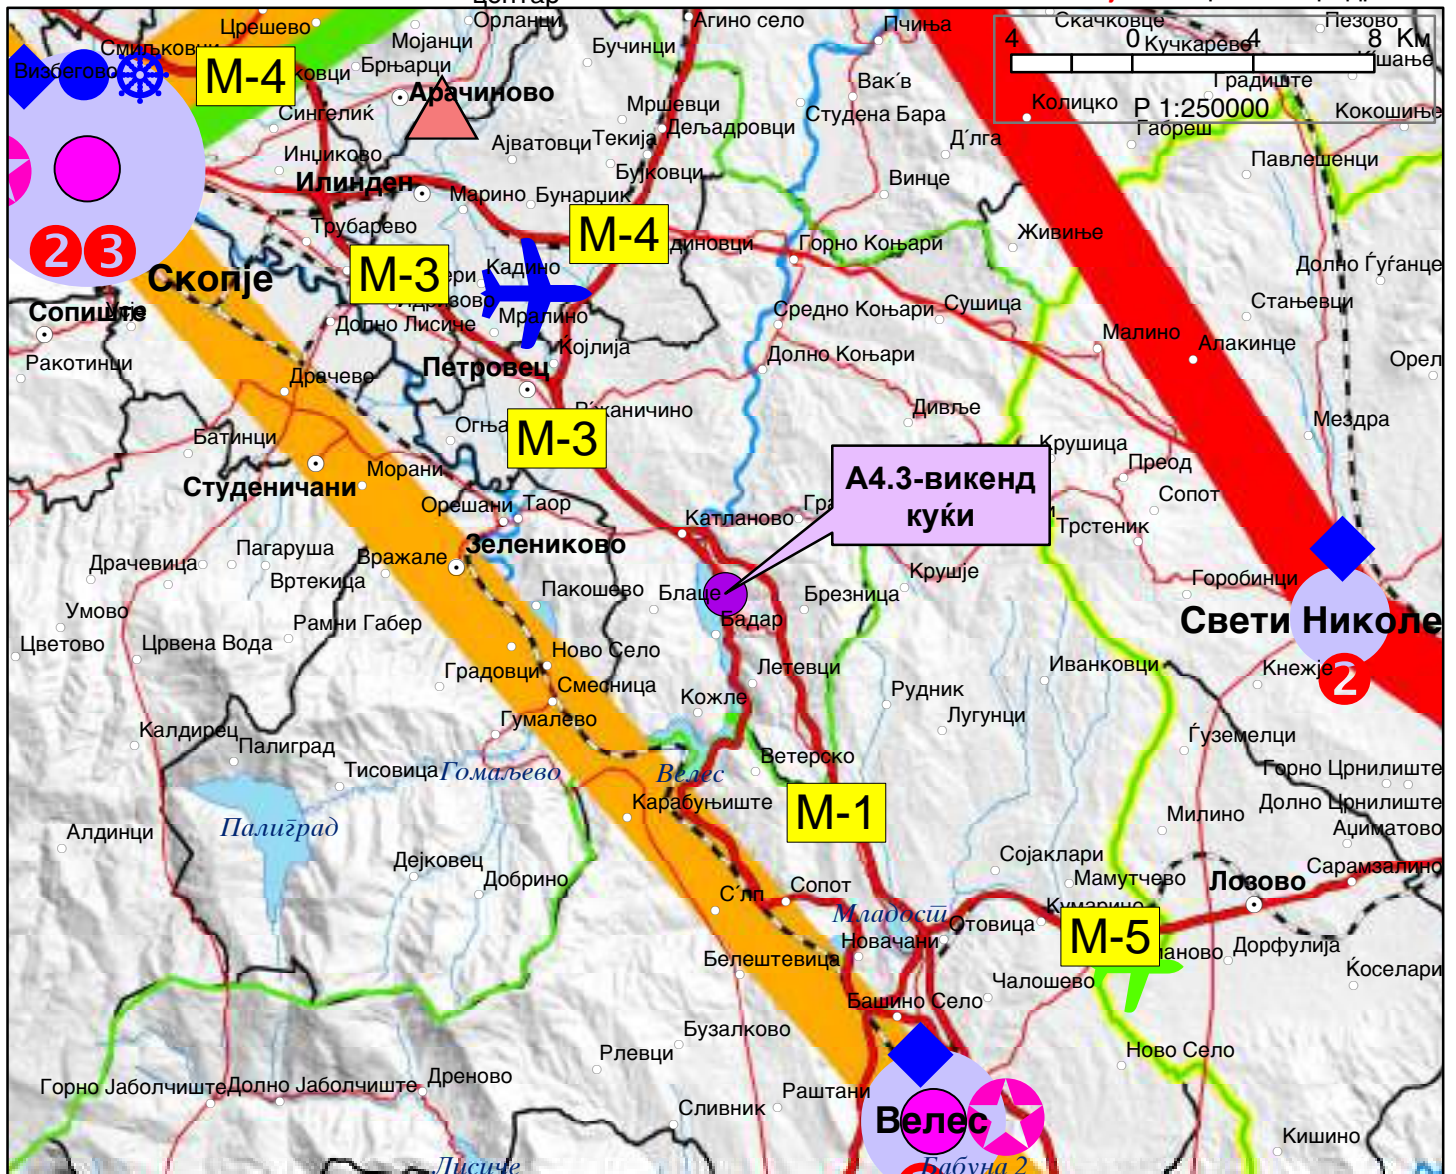 центар
Црешево
Орланци
Агино село
Пчиња
Скачковце
Пезово
Смиљковци
Мојанци
Бучинци
4 0 4 8 Км
Кучкарево
Визбегово
M-4
Брњарци
Вак´в
Градиште
Арачиново
Мршевци
Студена Бара
Колицко
Р 1:250000
Кокошиње
Сингелиќ
Ајватовци
Текија
Дељадровци
Д´лга
Габреш
Инџиково
Бујковци
Павлешенци
Илинден
Марино
Бунарџик
Винце
Трубарево
M-4
Горно Коњари
Живиње
2 3
Скопје
M-3
Кадино
Долно Ѓуѓанце
Сопиште
Мралино
Средно Коњари
Сушица
Стањевци
Долно Лисиче
Малино
Ракотинци
Којлија
Долно Коњари
Алакинце
Орел
Драчево
Петровец
Дивље
Мездра
Батинци
M-3
Крушица
Морани
А4.3-викенд
куќи
Преод
Студеничани
Сопот
Орешани
Таор
Катланово
Трстеник
Зелениково
Драчевица
Пагаруша
Вражале
Вртекица
Пакошево
Блаце
Брезница
Крушје
Горобинци
Умово
Рамни Габер
Бадар
Свети Николе
Цветово
Црвена Вода
Ново Село
Градовци
Смесница
Летевци
Иванковци
Кнежје
2
Кожле
Рудник
Гумалево
Лугунци
Калдирец
Палиград
Ветерско
Ѓуземелци
Тисовица
Гомаљево
Велес
Горно Црнилиште
Карабуњиште
M-1
Долно Црнилиште
Палиград
Милино
Алдинци
Аџиматово
Дејковец
Сојаклари
Сарамзалино
Добрино
Сопот
Мамутчево
Лозово
С´лп
Младост
Кумарино
Отовица
M-5
Новачани
Дорфулија
Белештевица
Ќоселари
Чалошево
Башино Село
Бузалково
Рлевци
Ново Село
Горно Јаболчиште
Долно Јаболчиште
Дреново
Раштани
Сливник
Велес
Кишино
Лисиче
Бабуна 2